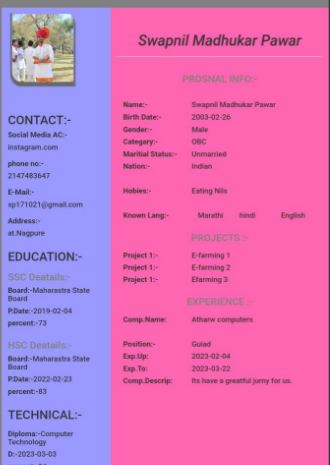 Swapnil Madhukar Pawar
PROSNAL INFO:-
Name:- Swapnil Madhukar Pawar
Birth Date:- 2003-02-26
Gender:- Male
Categary:- OBC
Maritial Status:- Unmarried
Nation:- Indian
Hobies:- Eating Nils
Known Lang:- Marathi hindi English
PROJECTS :-
Project 1:- E-farming 1
Project 1:- E-farming 2
Project 1:- Efarming 3
EXPERIENCE :-
Comp.Name: Atharw computers
Position:- Guiad
Exp.Up: 2023-02-04
Exp.To: 2023-03-22
Comp.Descrip: Its have a greatful jurny for us.
CONTACT:-
Social Media AC:-
instagram.com
phone no:-
2147483647
E-Mail:-
sp171021@gmail.com
Address:-
at.Nagpure
EDUCATION:-
SSC Deatails:-
Board:-Maharastra State
Board
P.Date:-2019-02-04
percent:-73
HSC Deatails:-
Board:-Maharastra State
Board
P.Date:-2022-02-23
percent:-83
TECHNICAL:-
Diploma:-Computer
Technology
D:-2023-03-03